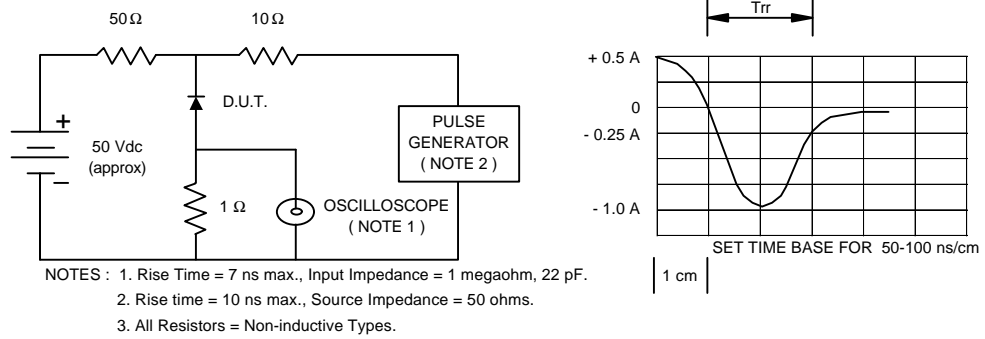 50 Ω
10 Ω
D.U.T.
+
50 Vdc
(approx)
−
1 Ω
OSCILLOSCOPE
( NOTE 1 )
PULSE
GENERATOR
( NOTE 2 )
Trr
+ 0.5 A
0
- 0.25 A
- 1.0 A
SET TIME BASE FOR 50-100 ns/cm
1 cm
NOTES : 1. Rise Time = 7 ns max., Input Impedance = 1 megaohm, 22 pF.
2. Rise time = 10 ns max., Source Impedance = 50 ohms.
3. All Resistors = Non-inductive Types.